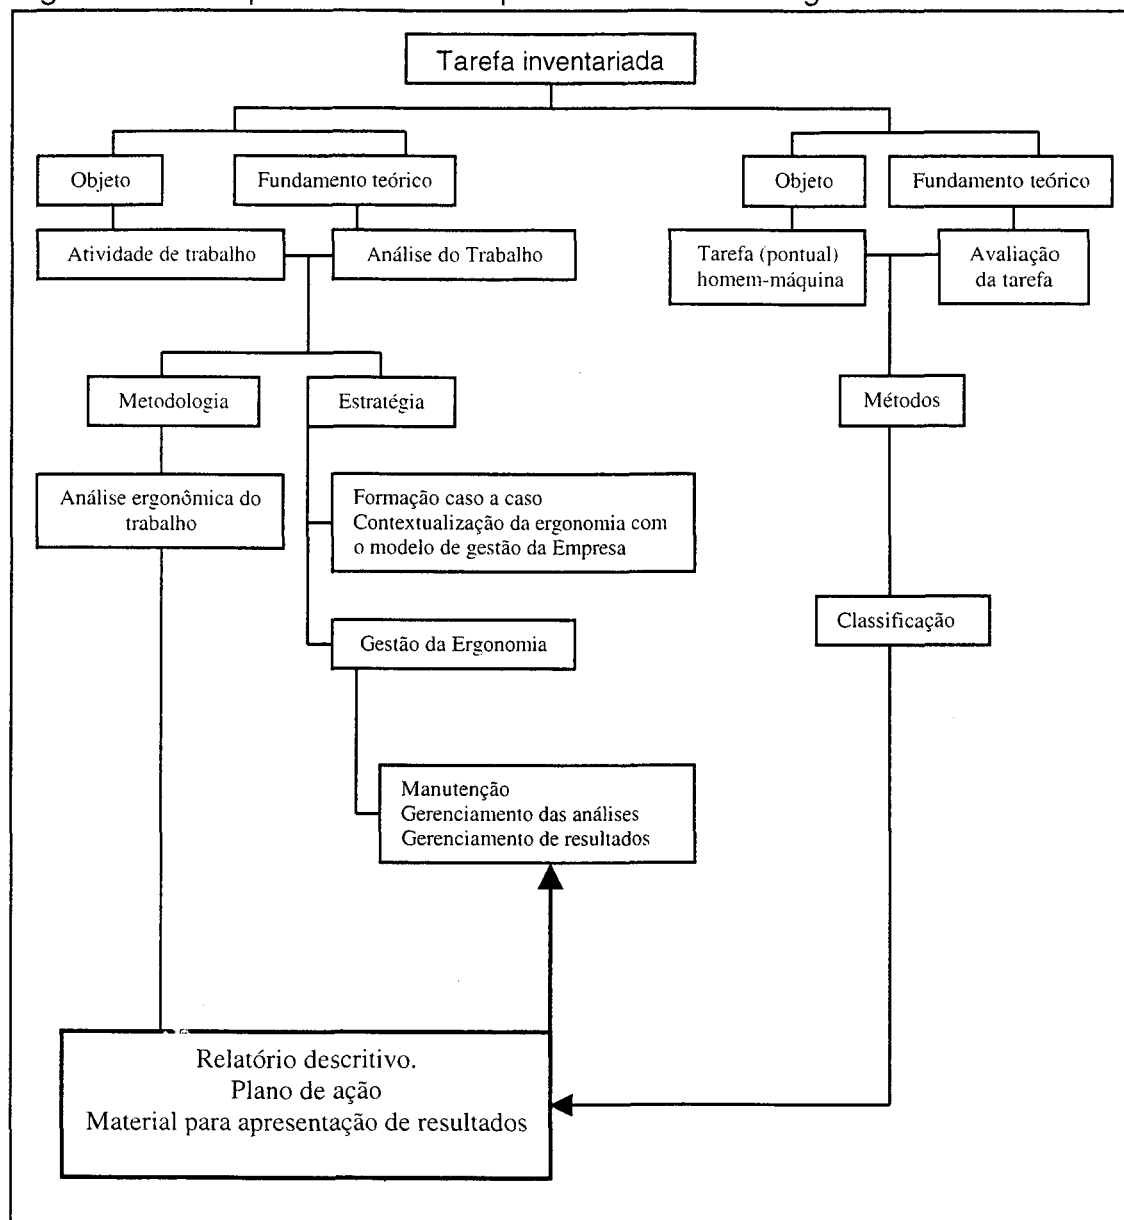 Tarefa inventariada
Objeto
Fundamento teórico
Objeto
Fundamento teórico
Atividade de trabalho
Análise do Trabalho
Tarefa (pontual)
homem-máquina
Avaliação
da tarefa
Metodologia
Estratégia
Métodos
Análise ergonômica do
trabalho
Formação caso a caso
Contextualização da ergonomia com
o modelo de gestão da Empresa
Classificação
Gestão da Ergonomia
Manutenção
Gerenciamento das análises
Gerenciamento de resultados
Relatório descritivo.
Plano de ação
Material para apresentação de resultados